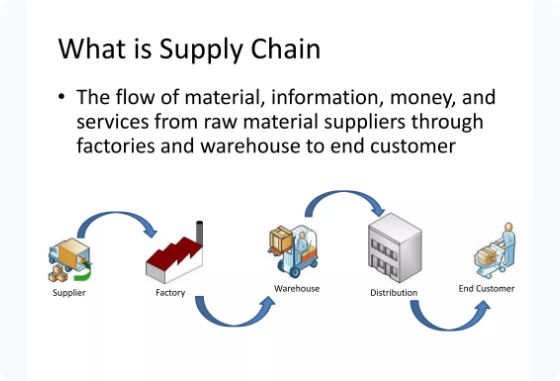 What is Supply Chain
• The flow of material, information, money, and
services from raw material suppliers through
factories and warehouse to end customer
Supplier
Factory
Warehouse
Distribution
End Customer